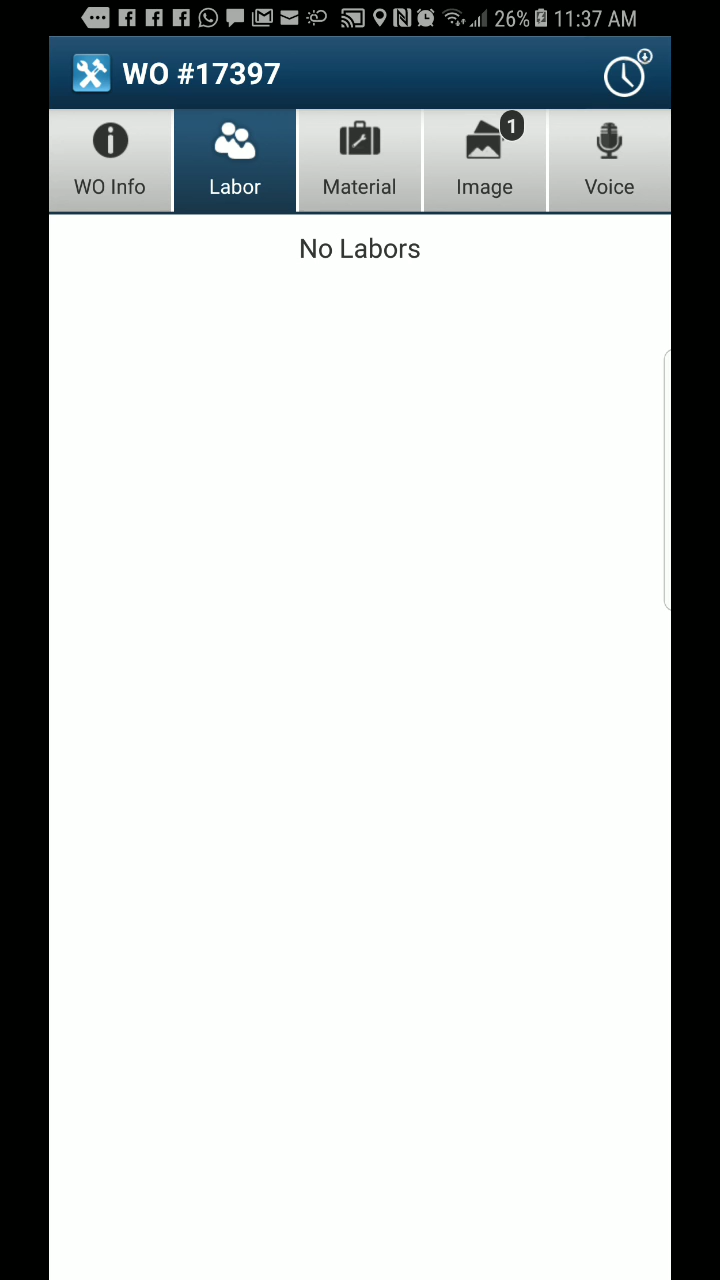 26% 11:37 AM
WO #17397
1
WO Info Labor Material Image Voice
No Labors